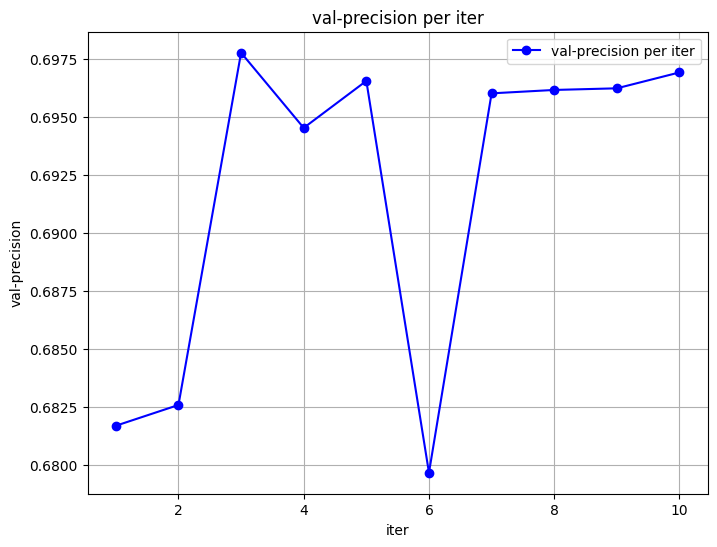 val-precision per iter
val-precision per iter
0.6975
0.6950
0.6925
0.6900
0.6875
0.6850
0.6825
0.6800
val-precision
2 4 6 8 10
iter